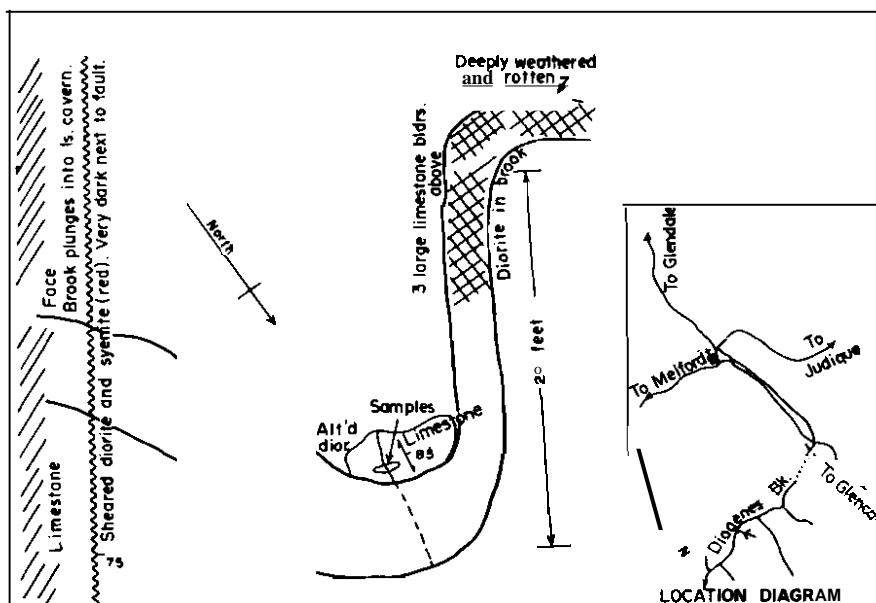 Deeply weathered
and rotten
3 large limestone bldrs.
above
Diorite in brook
Face
Brook plunges into ls. cavern.
Sheared diorite and syenite (red). Very dark next to fault.
Limestone
75
North
20 feet
Samples
Limestone
85
Alt'd
dior.
To Glendale
To
Judique
To Melford
To Glencoe
Diogenes Bk.
N
LOCATION DIAGRAM